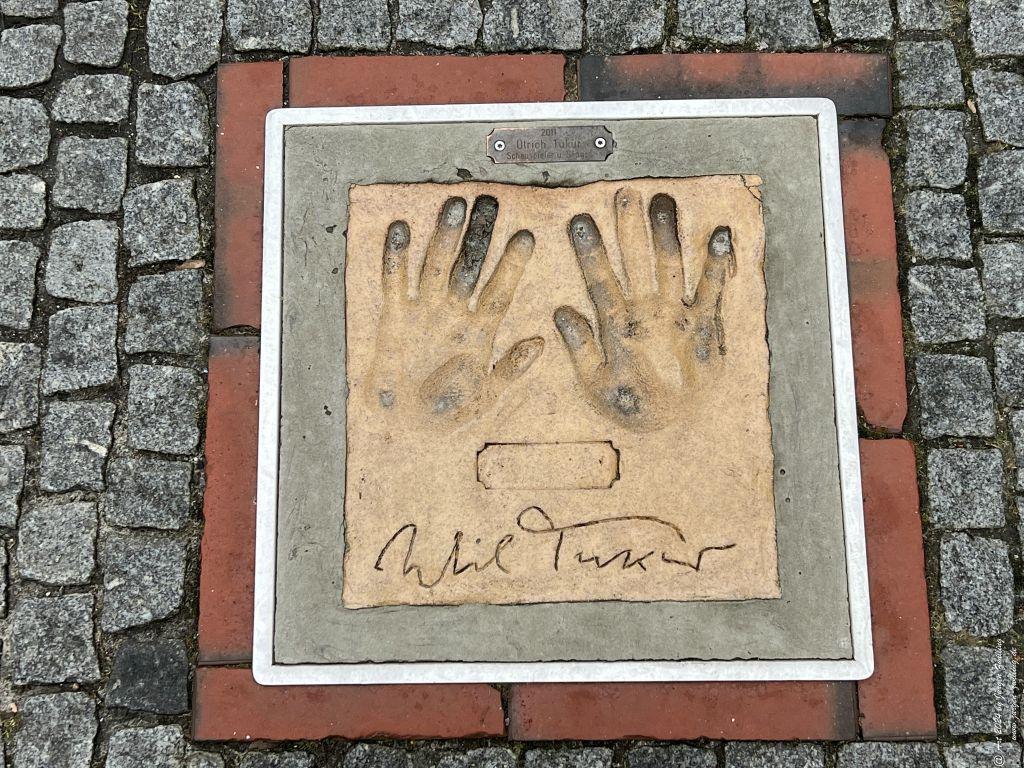 2011
Ulrich Tukur
Schauspieler u. Sänger
Ulrich Tukur